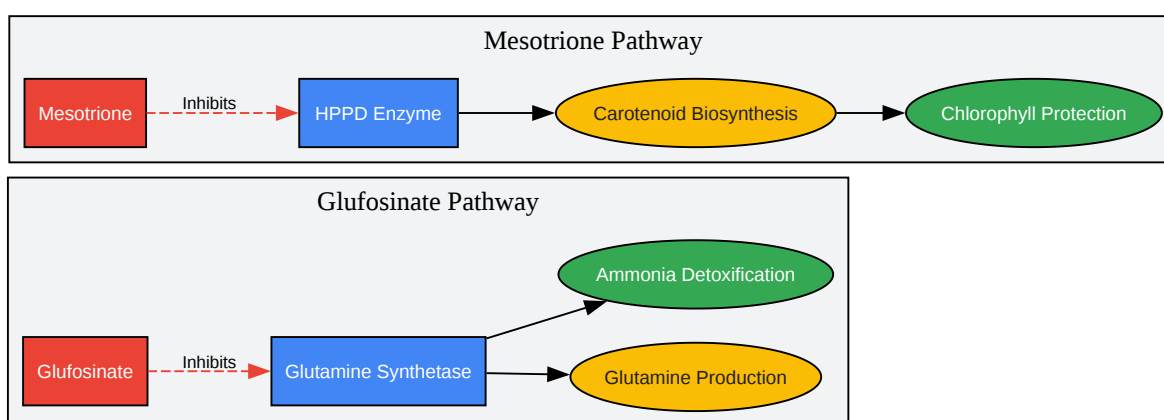 Mesotrione Pathway
Mesotrione
Inhibits
HPPD Enzyme
Carotenoid Biosynthesis
Chlorophyll Protection
Glufosinate Pathway
Ammonia Detoxification
Glufosinate
Inhibits
Glutamine Synthetase
Glutamine Production